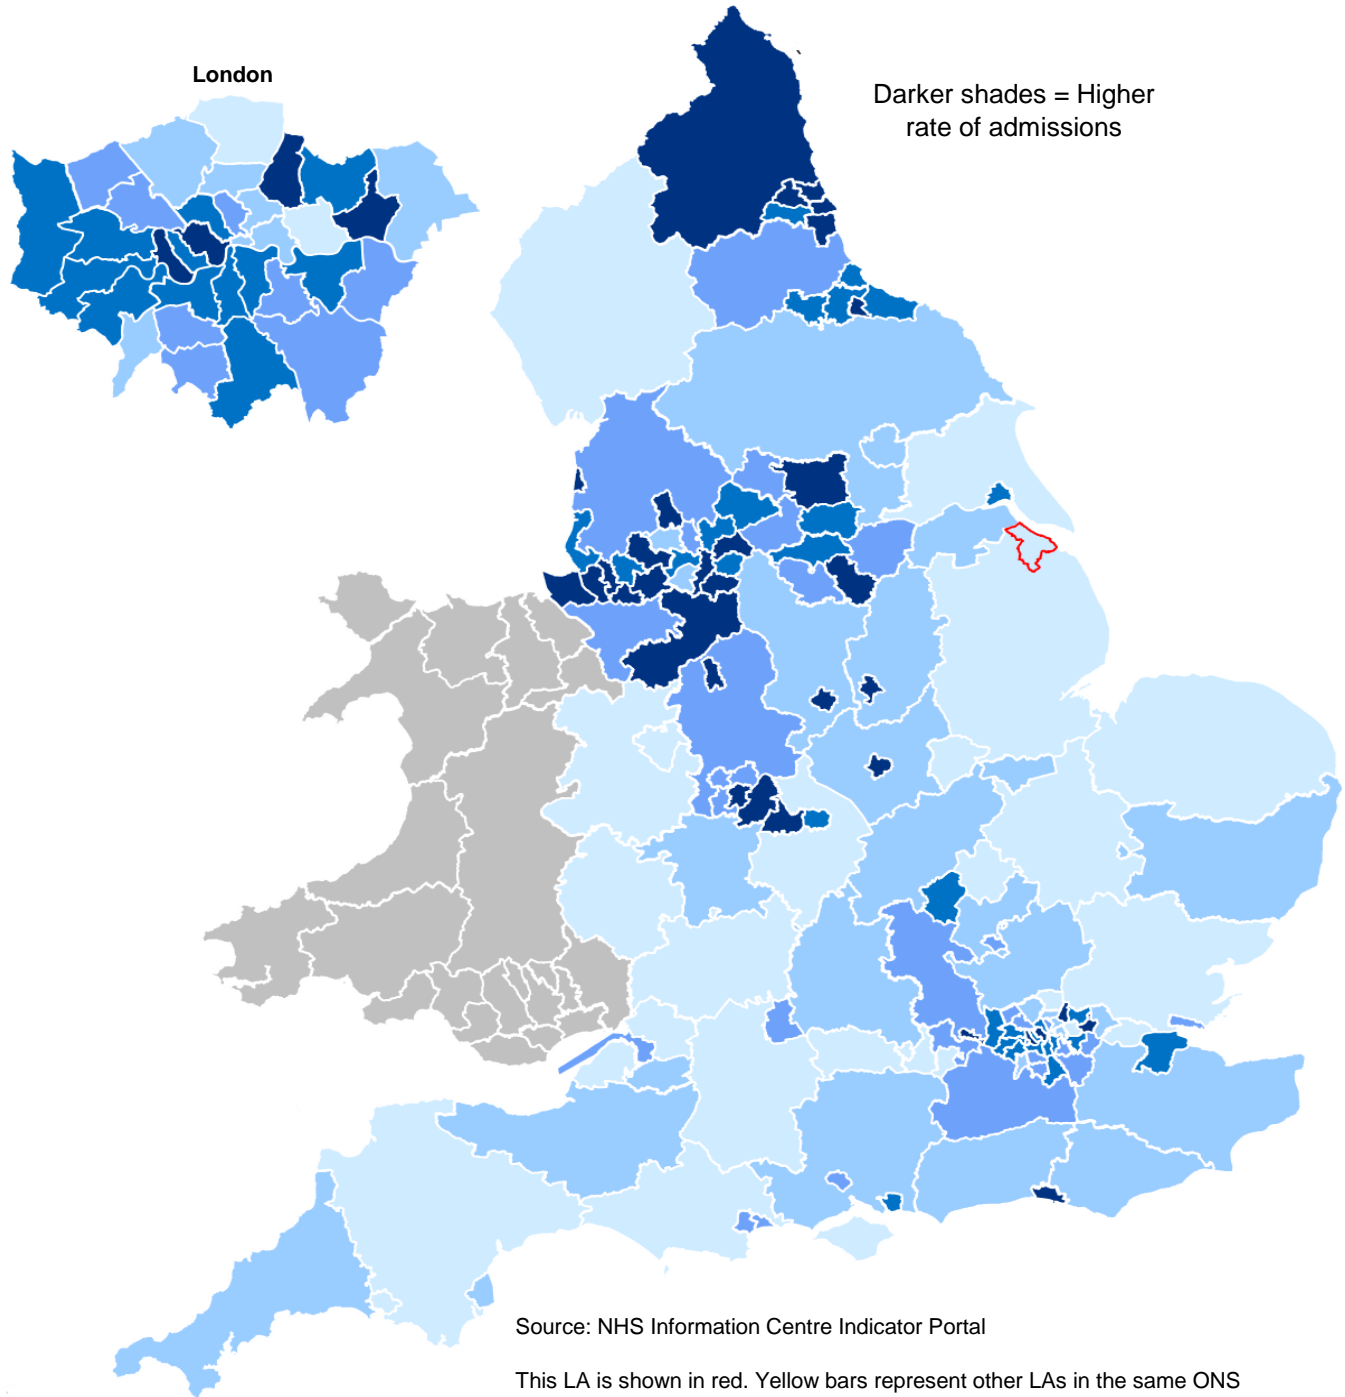 London
Darker shades = Higher
rate of admissions
Source: NHS Information Centre Indicator Portal
This LA is shown in red. Yellow bars represent other LAs in the same ONS